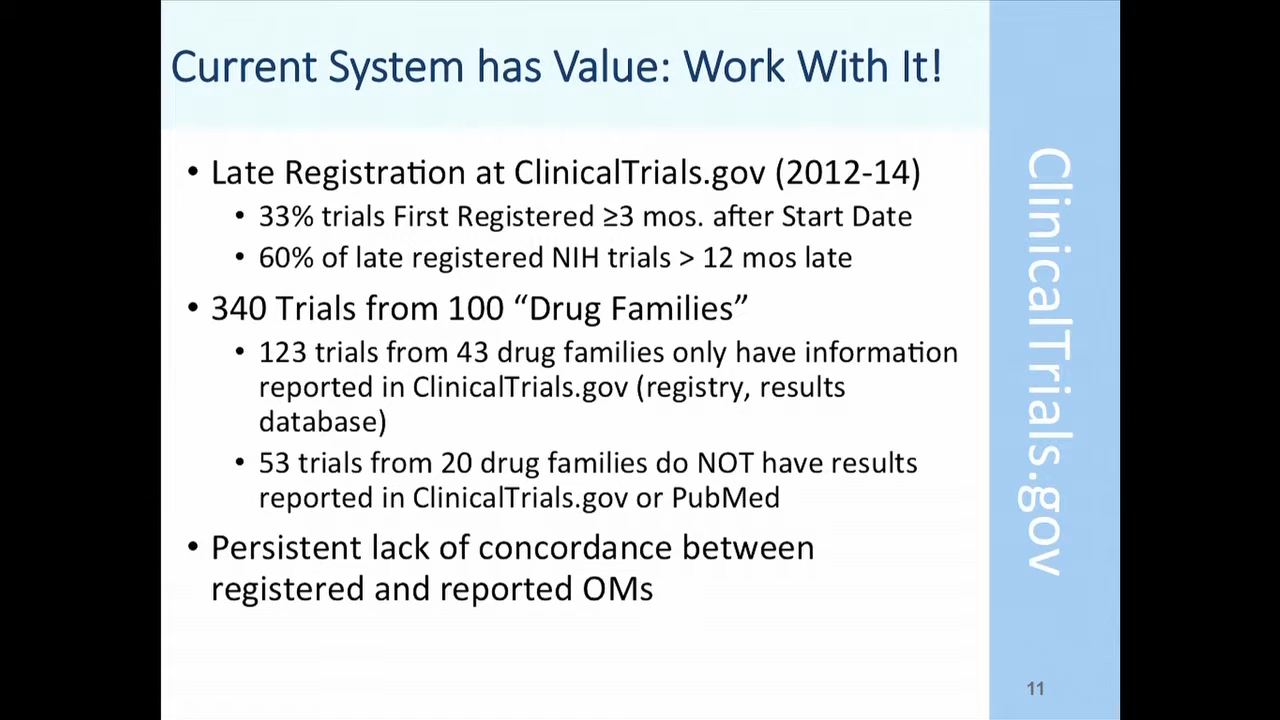 Current System has Value: Work With It!
• Late Registration at ClinicalTrials.gov (2012-14)
• 33% trials First Registered ≥3 mos. after Start Date
• 60% of late registered NIH trials > 12 mos late
• 340 Trials from 100 “Drug Families”
• 123 trials from 43 drug families only have information
reported in ClinicalTrials.gov (registry, results
database)
• 53 trials from 20 drug families do NOT have results
reported in ClinicalTrials.gov or PubMed
• Persistent lack of concordance between
registered and reported OMs
ClinicalTrials.gov
11